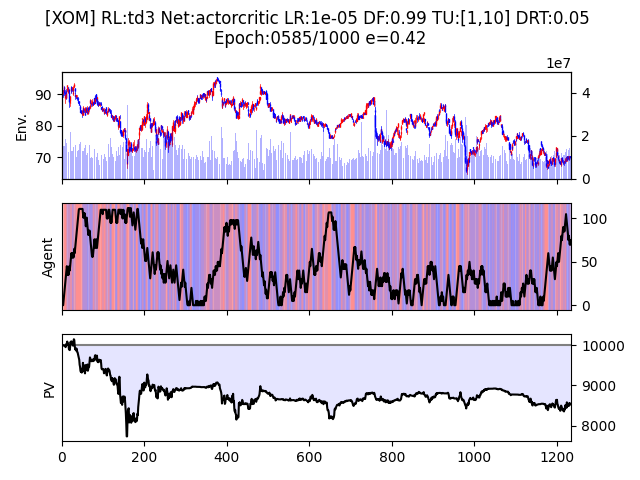 [XOM] RL:td3 Net:actorcritic LR:1e-05 DF:0.99 TU:[1,10] DRT:0.05
Epoch:0585/1000 e=0.42
1e7
Env.
90
80
70
4
2
0
Agent
100
50
0
PV
10000
9000
8000
0 200 400 600 800 1000 1200